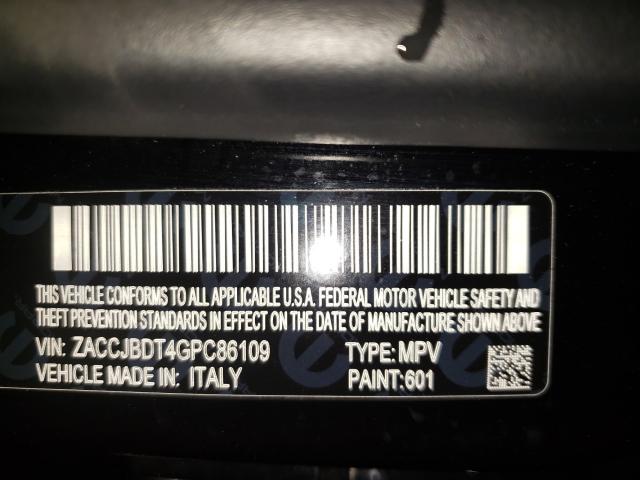 THIS VEHICLE CONFORMS TO ALL APPLICABLE U.S.A. FEDERAL MOTOR VEHICLE SAFETY AND
THEFT PREVENTION STANDARDS IN EFFECT ON THE DATE OF MANUFACTURE SHOWN ABOVE
VIN: ZACCJBDT4GPC86109 TYPE: MPV
VEHICLE MADE IN: ITALY PAINT:601